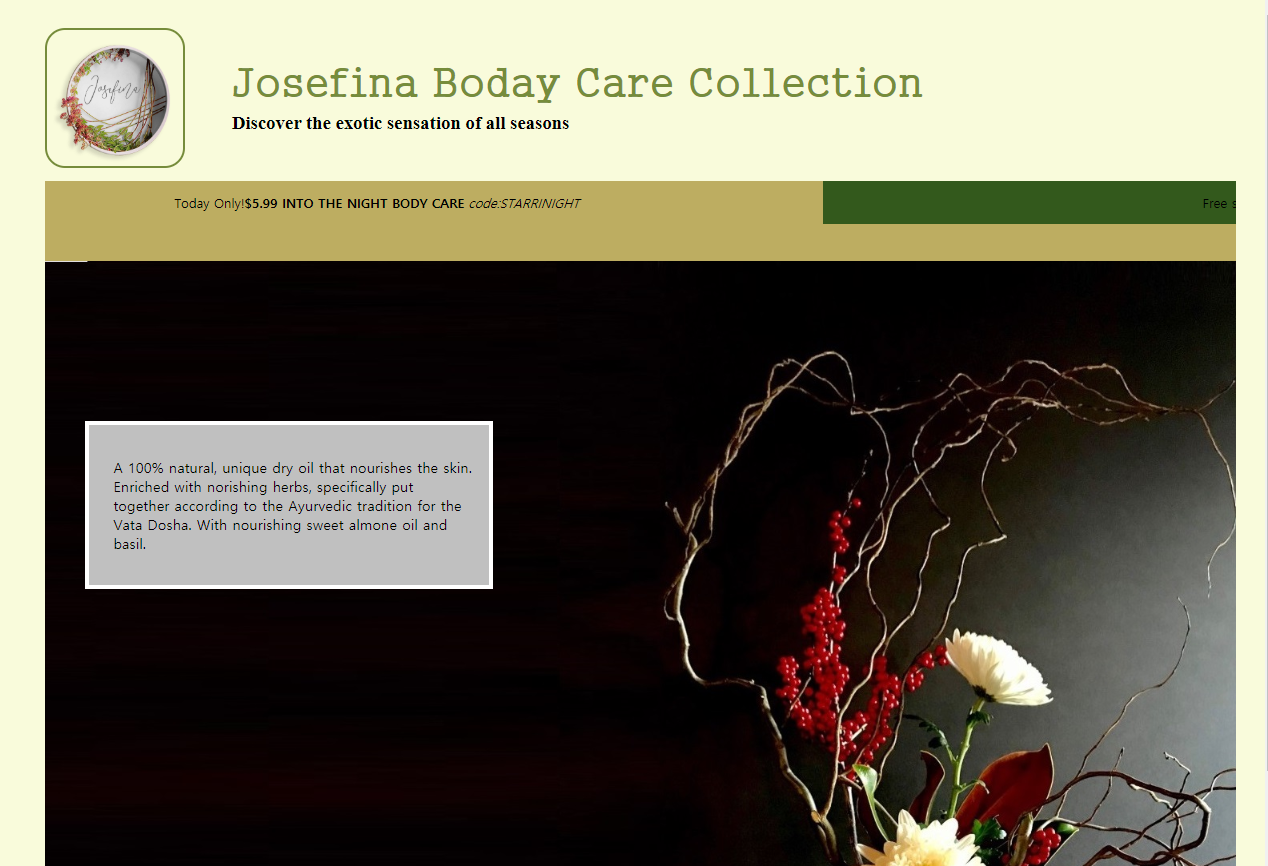 Josefina
Josefina Boday Care Collection
Discover the exotic sensation of all seasons
Today Only!$5.99 INTO THE NIGHT BODY CARE code:STARRINIGHT
Free s
A 100% natural, unique dry oil that nourishes the skin.
Enriched with norishing herbs, specifically put
together according to the Ayurvedic tradition for the
Vata Dosha. With nourishing sweet almone oil and
basil.